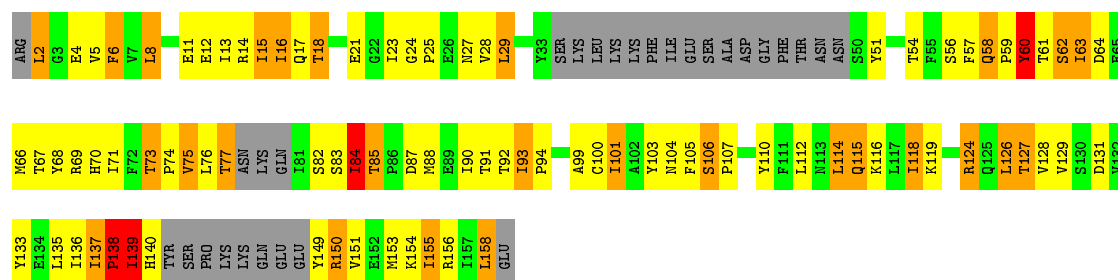 ARG L2 G3 E4 V5 F6 V7 L8 E11 E12 I13 R14 I15 I16 Q17 T18 E21 G22 I23 G24 P25 E26 N27 V28 L29 Y33 SER LYS LEU LYS LYS PHE ILE GLU SER ALA ASP GLY PHE THR ASN ASN S50 Y51 T54 F55 S56 F57 Q58 P59 Y60 T61 S62 I63 D64
M66 T67 Y68 R69 H70 I71 F72 T73 P74 V75 L76 T77 ASN LYS GLN I81 S82 S83 I84 T85 P86 D87 M88 E89 I90 T91 T92 I93 P94 A99 C100 I101 A102 Y103 N104 F105 S106 P107 Y110 F111 L112 N113 L114 Q115 K116 L117 I118 K119 R124 Q125 L126 T127 V128 V129 S130 D131
Y133 E134 L135 I136 I137 P138 I139 H140 TYR SER PRO LYS LYS GLN GLU GLU Y149 R150 V151 E152 M153 K154 I155 R156 I157 L158 GLU